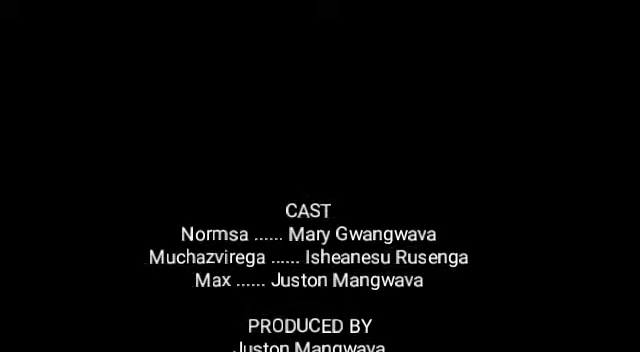 CAST
Normsa ...... Mary Gwangwava
Muchazvirega ...... Isheanesu Rusenga
Max ...... Juston Mangwava
PRODUCED BY
Juston Mangwava